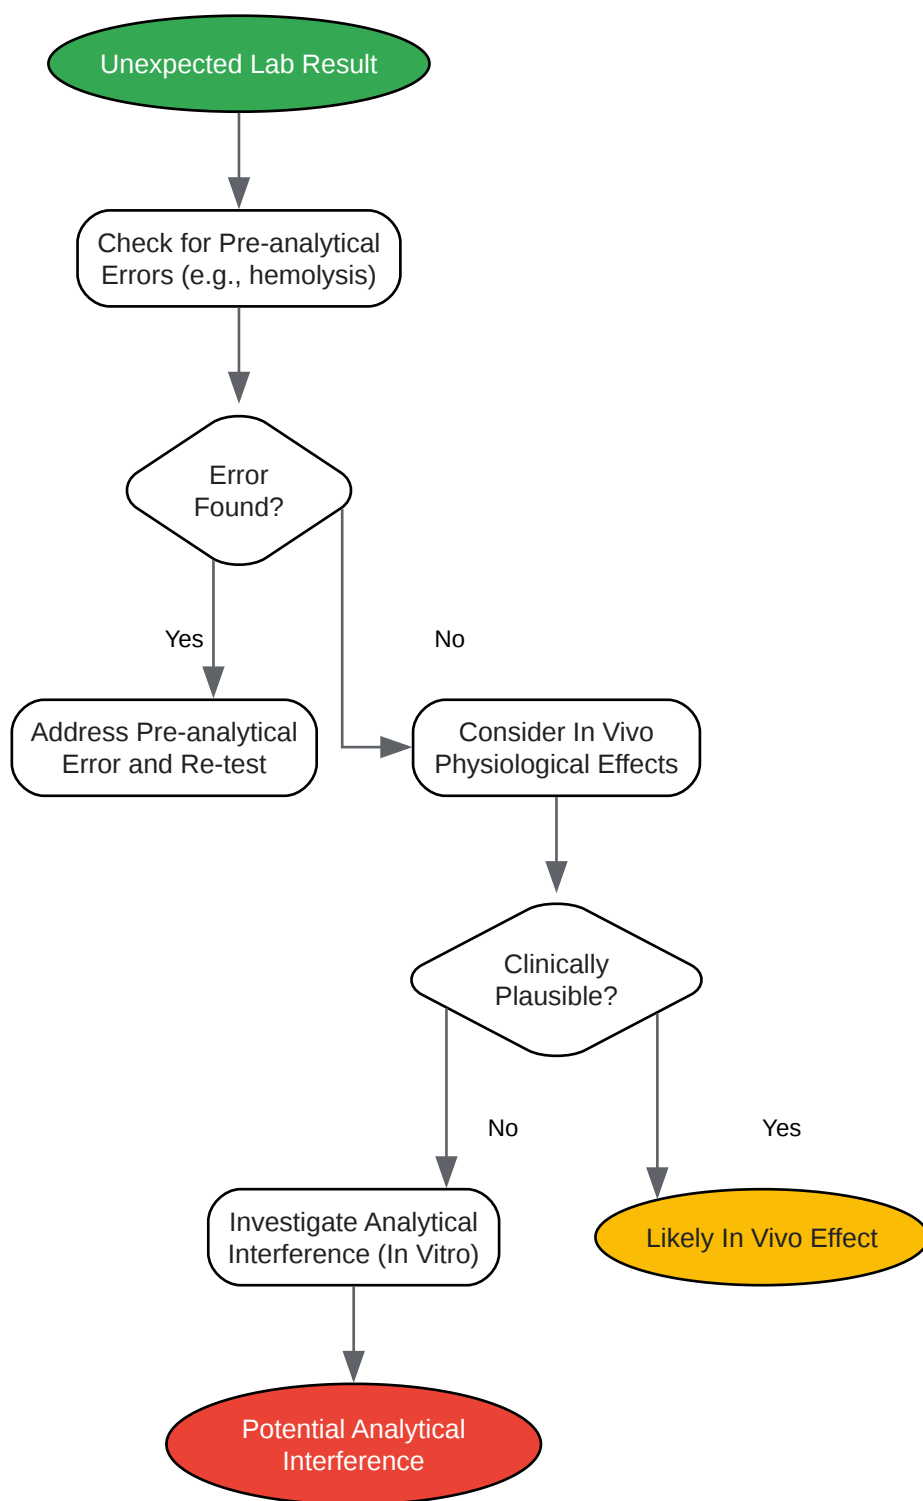 Unexpected Lab Result
Check for Pre-analytical
Errors (e.g., hemolysis)
Error
Found?
Yes
No
Address Pre-analytical
Error and Re-test
Consider In Vivo
Physiological Effects
Clinically
Plausible?
No
Yes
Investigate Analytical
Interference (In Vitro)
Likely In Vivo Effect
Potential Analytical
Interference